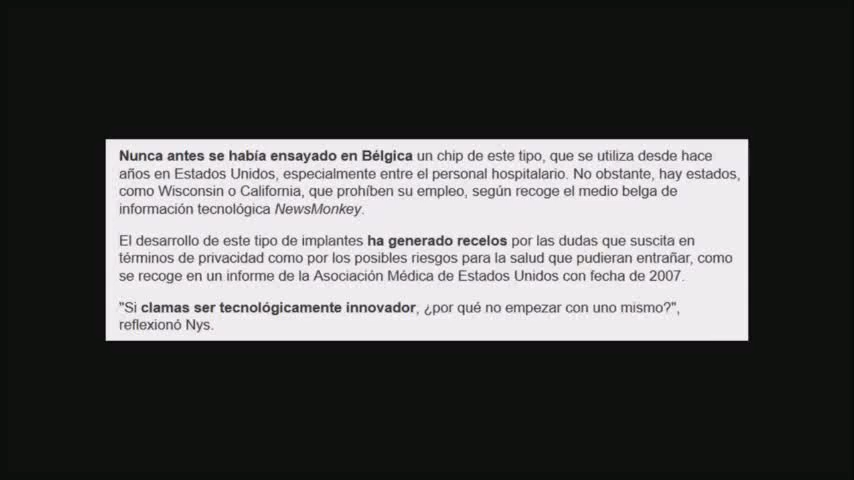 Nunca antes se había ensayado en Bélgica un chip de este tipo, que se utiliza desde hace
años en Estados Unidos, especialmente entre el personal hospitalario. No obstante, hay estados,
como Wisconsin o California, que prohíben su empleo, según recoge el medio belga de
información tecnológica NewsMonkey.
El desarrollo de este tipo de implantes ha generado recelos por las dudas que suscita en
términos de privacidad como por los posibles riesgos para la salud que pudieran entrañar, como
se recoge en un informe de la Asociación Médica de Estados Unidos con fecha de 2007.
"Si clamas ser tecnológicamente innovador, ¿por qué no empezar con uno mismo?",
reflexionó Nys.